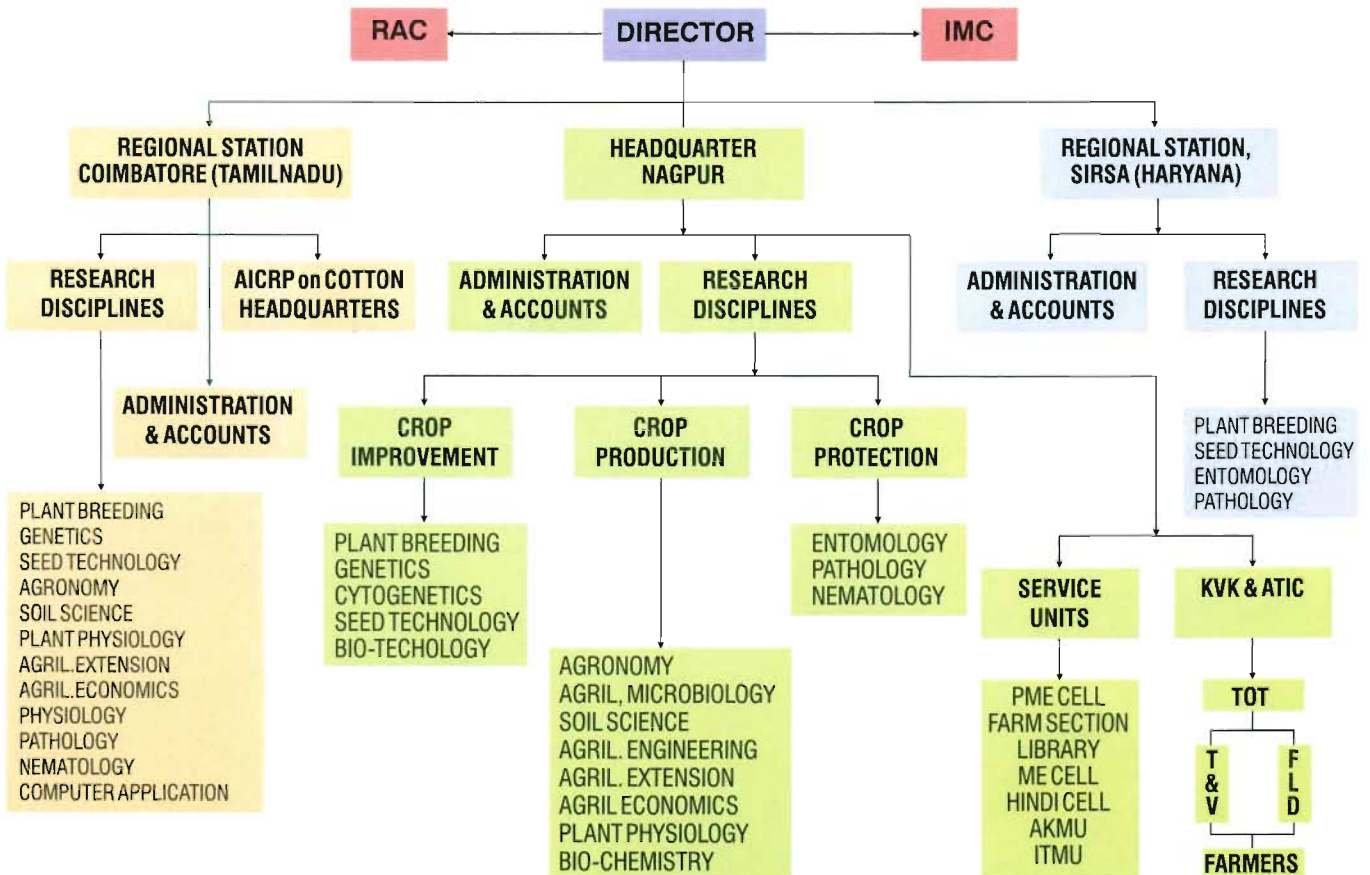 RAC
DIRECTOR
IMC
REGIONAL STATION
COIMBATORE (TAMILNADU)
HEADQUARTER
NAGPUR
REGIONAL STATION,
SIRSA (HARYANA)
RESEARCH
DISCIPLINES
AICRP on COTTON
HEADQUARTERS
ADMINISTRATION
& ACCOUNTS
PLANT BREEDING
GENETICS
SEED TECHNOLOGY
AGRONOMY
SOIL SCIENCE
PLANT PHYSIOLOGY
AGRIL. EXTENSION
AGRIL. ECONOMICS
PHYSIOLOGY
PATHOLOGY
NEMATOLOGY
COMPUTER APPLICATION
ADMINISTRATION
& ACCOUNTS
RESEARCH
DISCIPLINES
CROP
IMPROVEMENT
CROP
PRODUCTION
CROP
PROTECTION
PLANT BREEDING
GENETICS
CYTOGENETICS
SEED TECHNOLOGY
BIO-TECHOLOGY
AGRONOMY
AGRIL, MICROBIOLOGY
SOIL SCIENCE
AGRIL. ENGINEERING
AGRIL. EXTENSION
AGRIL ECONOMICS
PLANT PHYSIOLOGY
BIO-CHEMISTRY
ENTOMOLOGY
PATHOLOGY
NEMATOLOGY
SERVICE
UNITS
PME CELL
FARM SECTION
LIBRARY
ME CELL
HINDI CELL
AKMU
ITMU
KVK & ATIC
TOT
T
&
V
F
L
D
FARMERS
ADMINISTRATION
& ACCOUNTS
RESEARCH
DISCIPLINES
PLANT BREEDING
SEED TECHNOLOGY
ENTOMOLOGY
PATHOLOGY